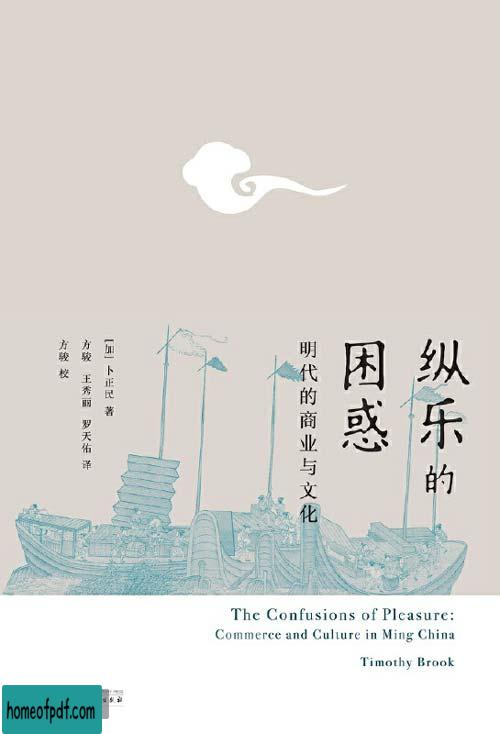 纵乐的
困惑
明代的商业与文化
[加] 卜正民 著
方骏 王秀丽 罗天佑 译
方骏 校
The Confusions of Pleasure:
Commerce and Culture in Ming China
Timothy Brook
homeofpdf.com